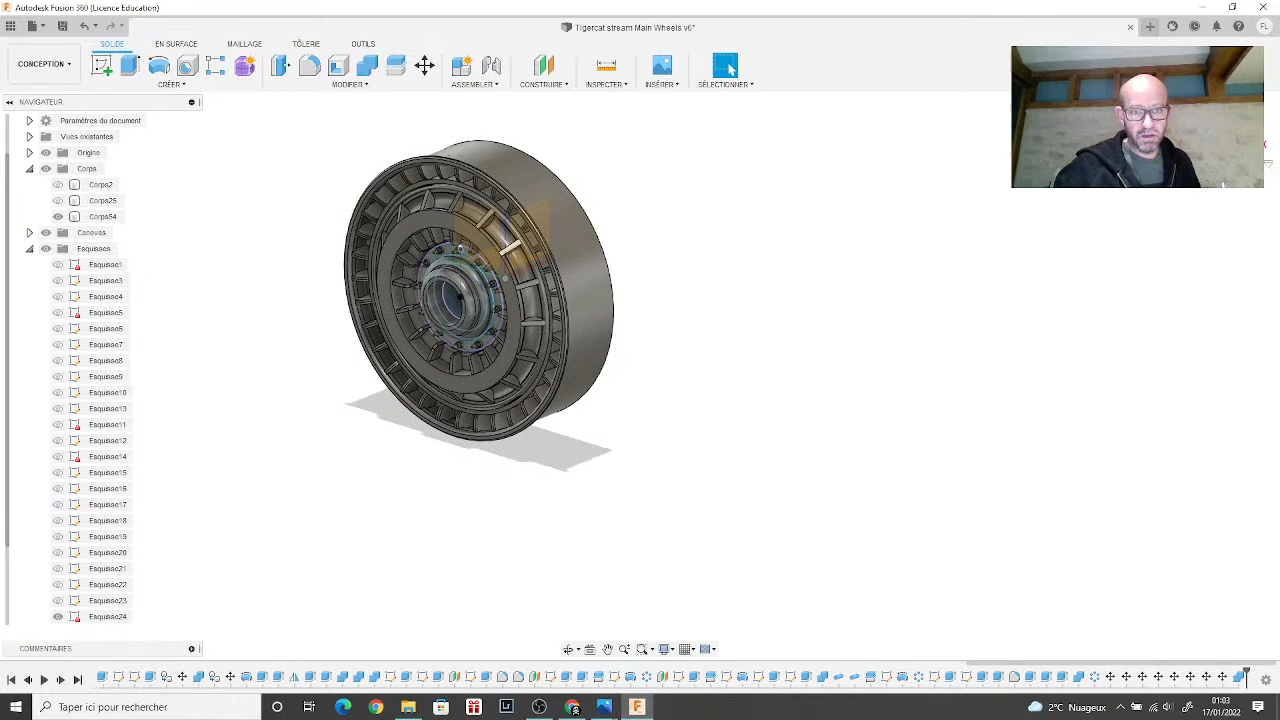 Autodesk Fusion 360 (Licence Education)
Tigercat stream Main Wheels v6*
FL
SOLIDE EN SURFACE MAILLAGE TÔLERIE OUTILS
CONCEPTION
CRÉER MODIFIER ASSEMBLER CONSTRUIRE INSPECTER INSÉRER SÉLECTIONNER
NAVIGATEUR
Paramètres du document
Vues existantes
Origine
Corps
Corps2
Corps25
Corps54
Canevas
Esquisses
Esquisse1
Esquisse3
Esquisse4
Esquisse5
Esquisse6
Esquisse7
Esquisse8
Esquisse9
Esquisse10
Esquisse13
Esquisse11
Esquisse12
Esquisse14
Esquisse15
Esquisse16
Esquisse17
Esquisse18
Esquisse19
Esquisse20
Esquisse21
Esquisse22
Esquisse23
Esquisse24
COMMENTAIRES
Taper ici pour rechercher
2°C Nuageux
01:03
17/01/2022